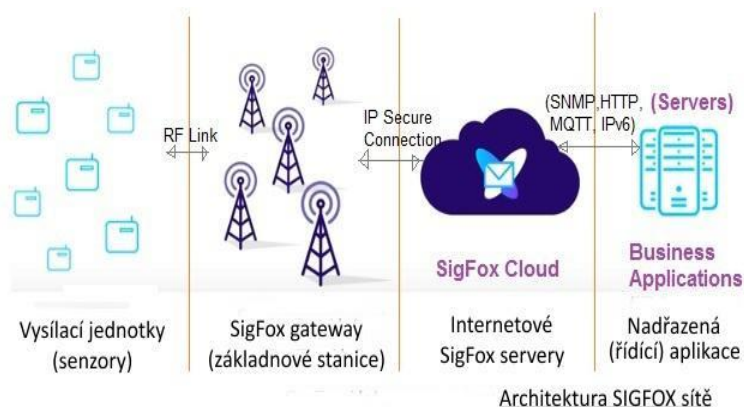 RF Link
IP Secure
Connection
(SNMP,HTTP,
MQTT, IPv6)
(Servers)
SigFox Cloud
Business
Applications
Vysílací jednotky
(senzory)
SigFox gateway
(základnové stanice)
Internetové
SigFox servery
Nadřazená
(řídící) aplikace
Architektura SIGFOX sítě